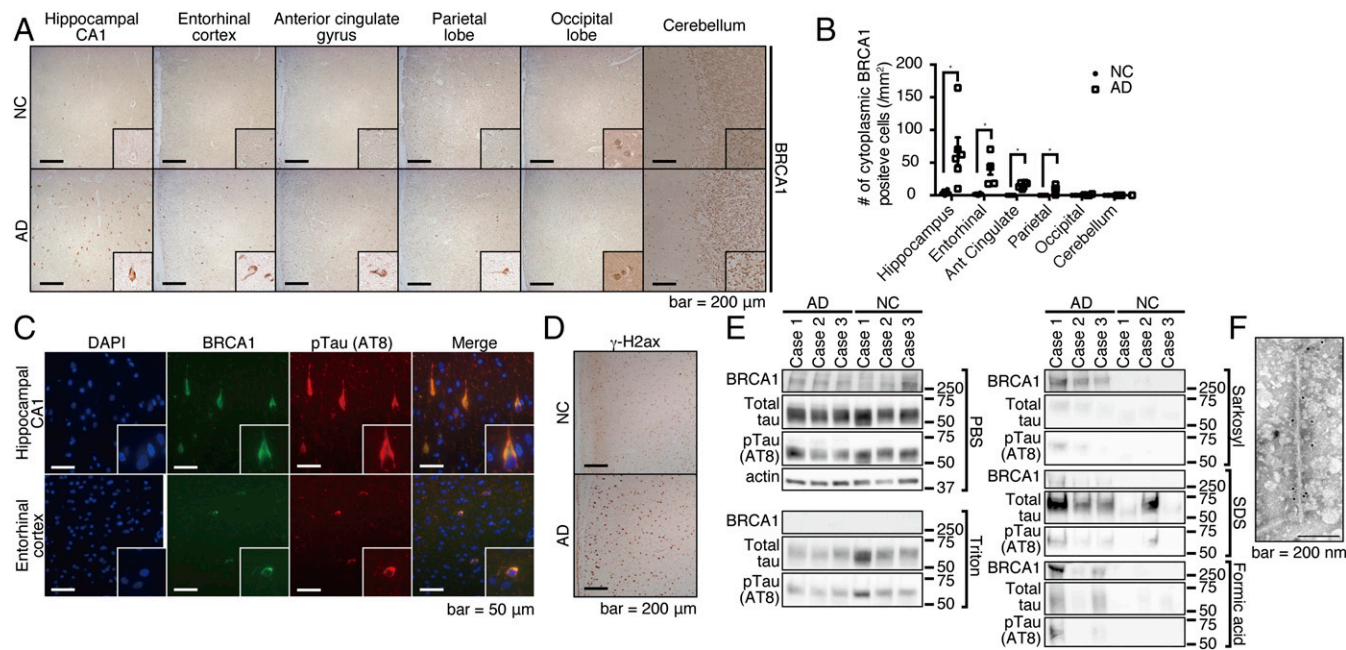 A
Hippocampal
CA1
Entorhinal
cortex
Anterior cingulate
gyrus
Parietal
lobe
Occipital
lobe
Cerebellum
NC
AD
BRCA1
bar = 200 μm
B
# of cytoplasmic BRCA1
positeve cells (/mm²)
200
150
100
50
0
NC
AD
*
*
*
*
Hippocampus
Entorhinal
Ant Cingulate
Parietal
Occipital
Cerebellum
C
DAPI
BRCA1
pTau (AT8)
Merge
Hippocampal
CA1
Entorhinal
cortex
bar = 50 μm
D
γ-H2ax
NC
AD
bar = 200 μm
E
AD
NC
Case 1
Case 2
Case 3
Case 1
Case 2
Case 3
BRCA1
250
Total
tau
75
50
pTau
(AT8)
75
50
actin
37
PBS
BRCA1
250
Total
tau
75
50
pTau
(AT8)
75
50
Triton
AD
NC
Case 1
Case 2
Case 3
Case 1
Case 2
Case 3
BRCA1
250
Total
tau
75
50
pTau
(AT8)
75
50
Sarkosyl
BRCA1
250
Total
tau
75
50
pTau
(AT8)
75
50
SDS
BRCA1
250
Total
tau
75
50
pTau
(AT8)
75
50
Formic acid
F
bar = 200 nm